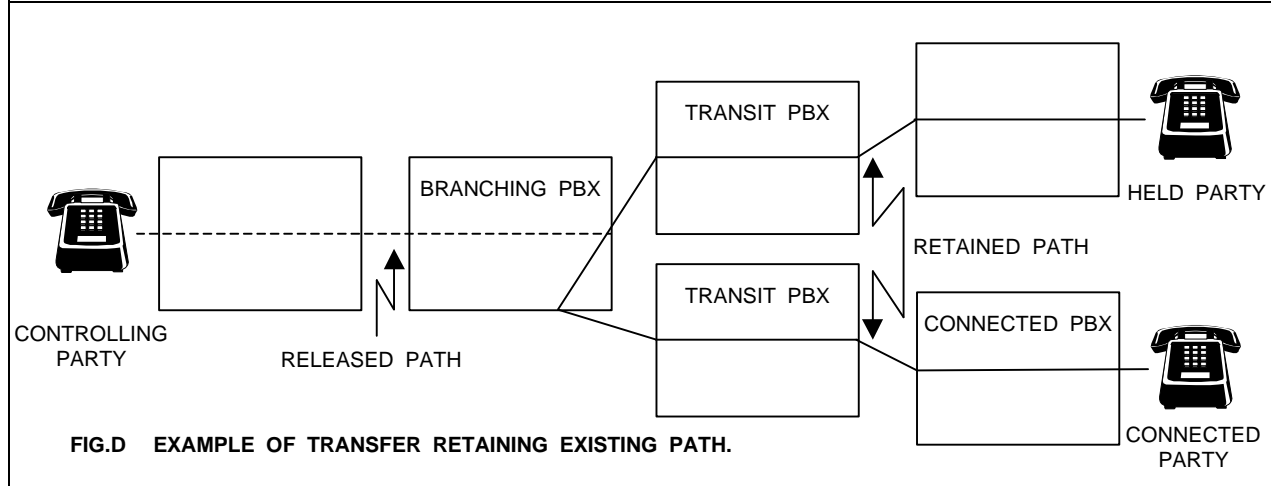 TRANSIT PBX
BRANCHING PBX
HELD PARTY
RETAINED PATH
TRANSIT PBX
CONNECTED PBX
CONTROLLING
PARTY
RELEASED PATH
CONNECTED
PARTY
FIG.D EXAMPLE OF TRANSFER RETAINING EXISTING PATH.